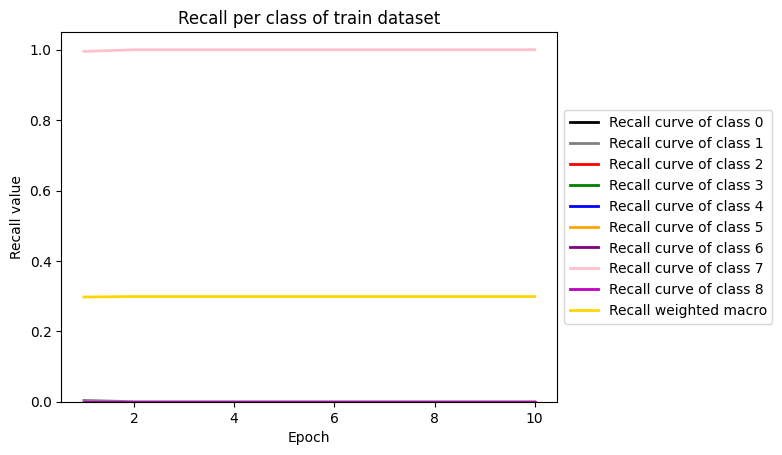 Recall per class of train dataset
1.0
0.8
0.6
0.4
0.2
0.0
Recall value
2
4
6
8
10
Epoch
Recall curve of class 0
Recall curve of class 1
Recall curve of class 2
Recall curve of class 3
Recall curve of class 4
Recall curve of class 5
Recall curve of class 6
Recall curve of class 7
Recall curve of class 8
Recall weighted macro